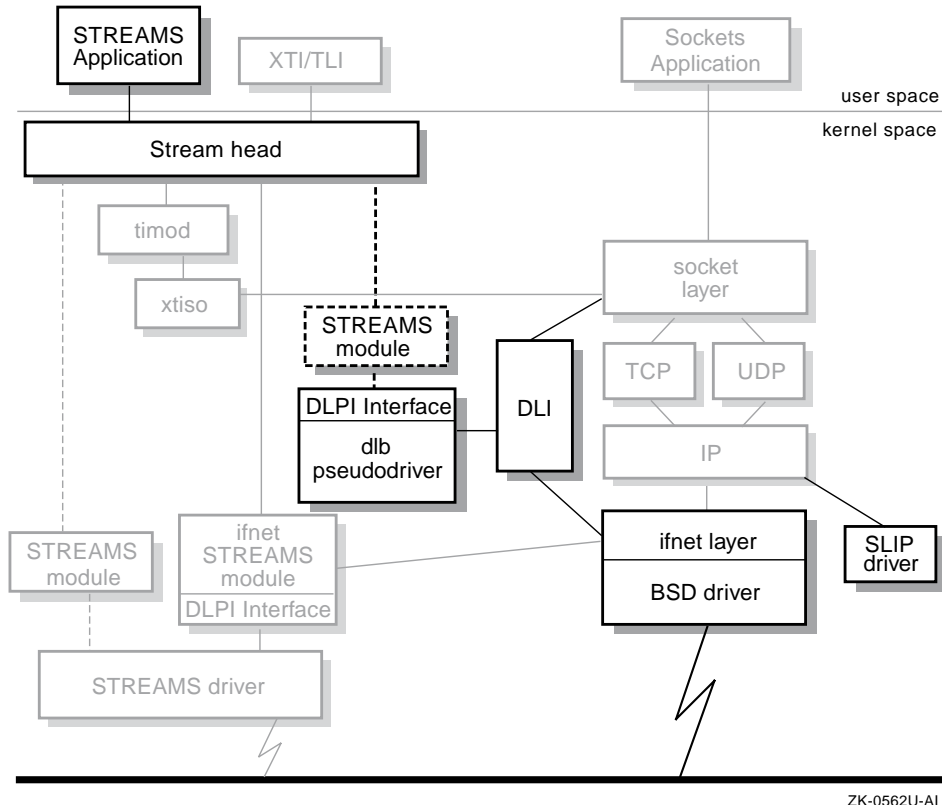 STREAMS
Application
XTI/TLI
Sockets
Application
user space
kernel space
Stream head
timod
xtiso
socket
layer
STREAMS
module
TCP
UDP
DLPI Interface
dlb
pseudodriver
DLI
IP
STREAMS
module
ifnet
STREAMS
module
DLPI Interface
ifnet layer
BSD driver
SLIP
driver
STREAMS driver
ZK-0562U-AI